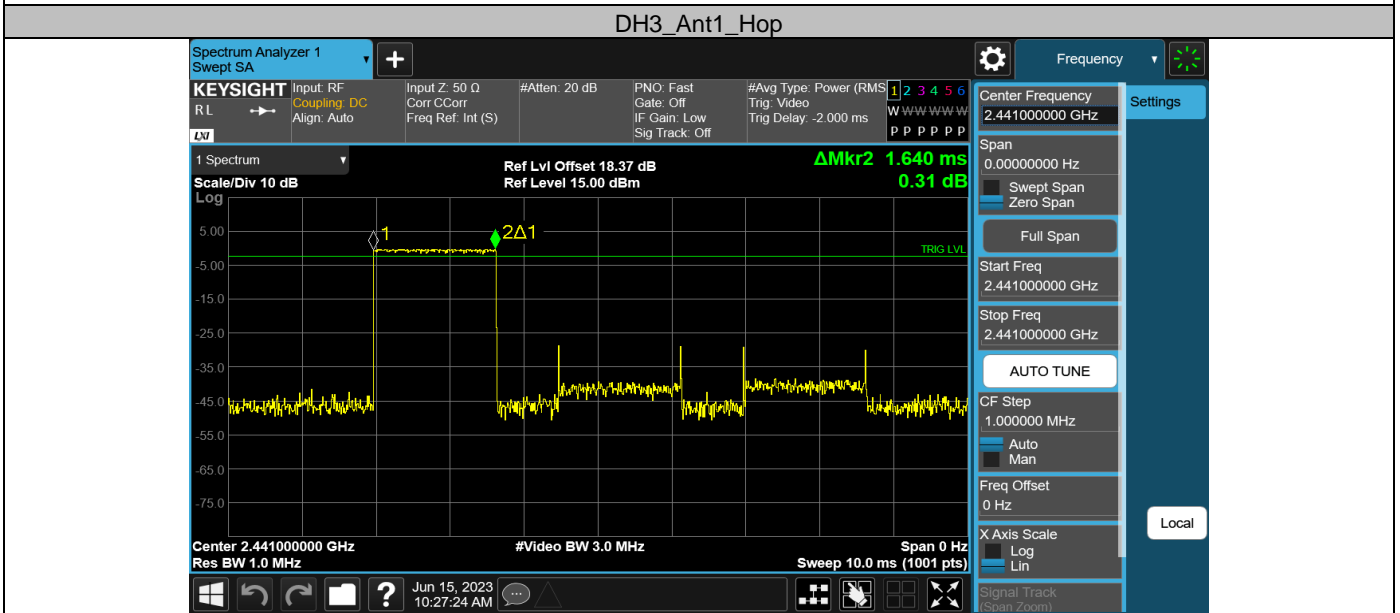 DH3_Ant1_Hop
Spectrum Analyzer 1
Swept SA
+
Frequency
KEYSIGHT
RL
LXI
Input: RF
Coupling: DC
Align: Auto
Input Z: 50 Ω
Corr CCorr
Freq Ref: Int (S)
#Atten: 20 dB
PNO: Fast
Gate: Off
IF Gain: Low
Sig Track: Off
#Avg Type: Power (RMS
Trig: Video
Trig Delay: -2.000 ms
1 2 3 4 5 6
W W W W W W
P P P P P P
1 Spectrum
Scale/Div 10 dB
Log
Ref Lvl Offset 18.37 dB
Ref Level 15.00 dBm
ΔMkr2 1.640 ms
0.31 dB
1
2Δ1
TRIG LVL
5.00
-5.00
-15.0
-25.0
-35.0
-45.0
-55.0
-65.0
-75.0
Center 2.441000000 GHz
Res BW 1.0 MHz
#Video BW 3.0 MHz
Span 0 Hz
Sweep 10.0 ms (1001 pts)
Center Frequency
2.441000000 GHz
Span
0.00000000 Hz
Swept Span
Zero Span
Full Span
Start Freq
2.441000000 GHz
Stop Freq
2.441000000 GHz
AUTO TUNE
CF Step
1.000000 MHz
Auto
Man
Freq Offset
0 Hz
X Axis Scale
Log
Lin
Signal Track
(Span Zoom)
Settings
Local
?
Jun 15, 2023
10:27:24 AM